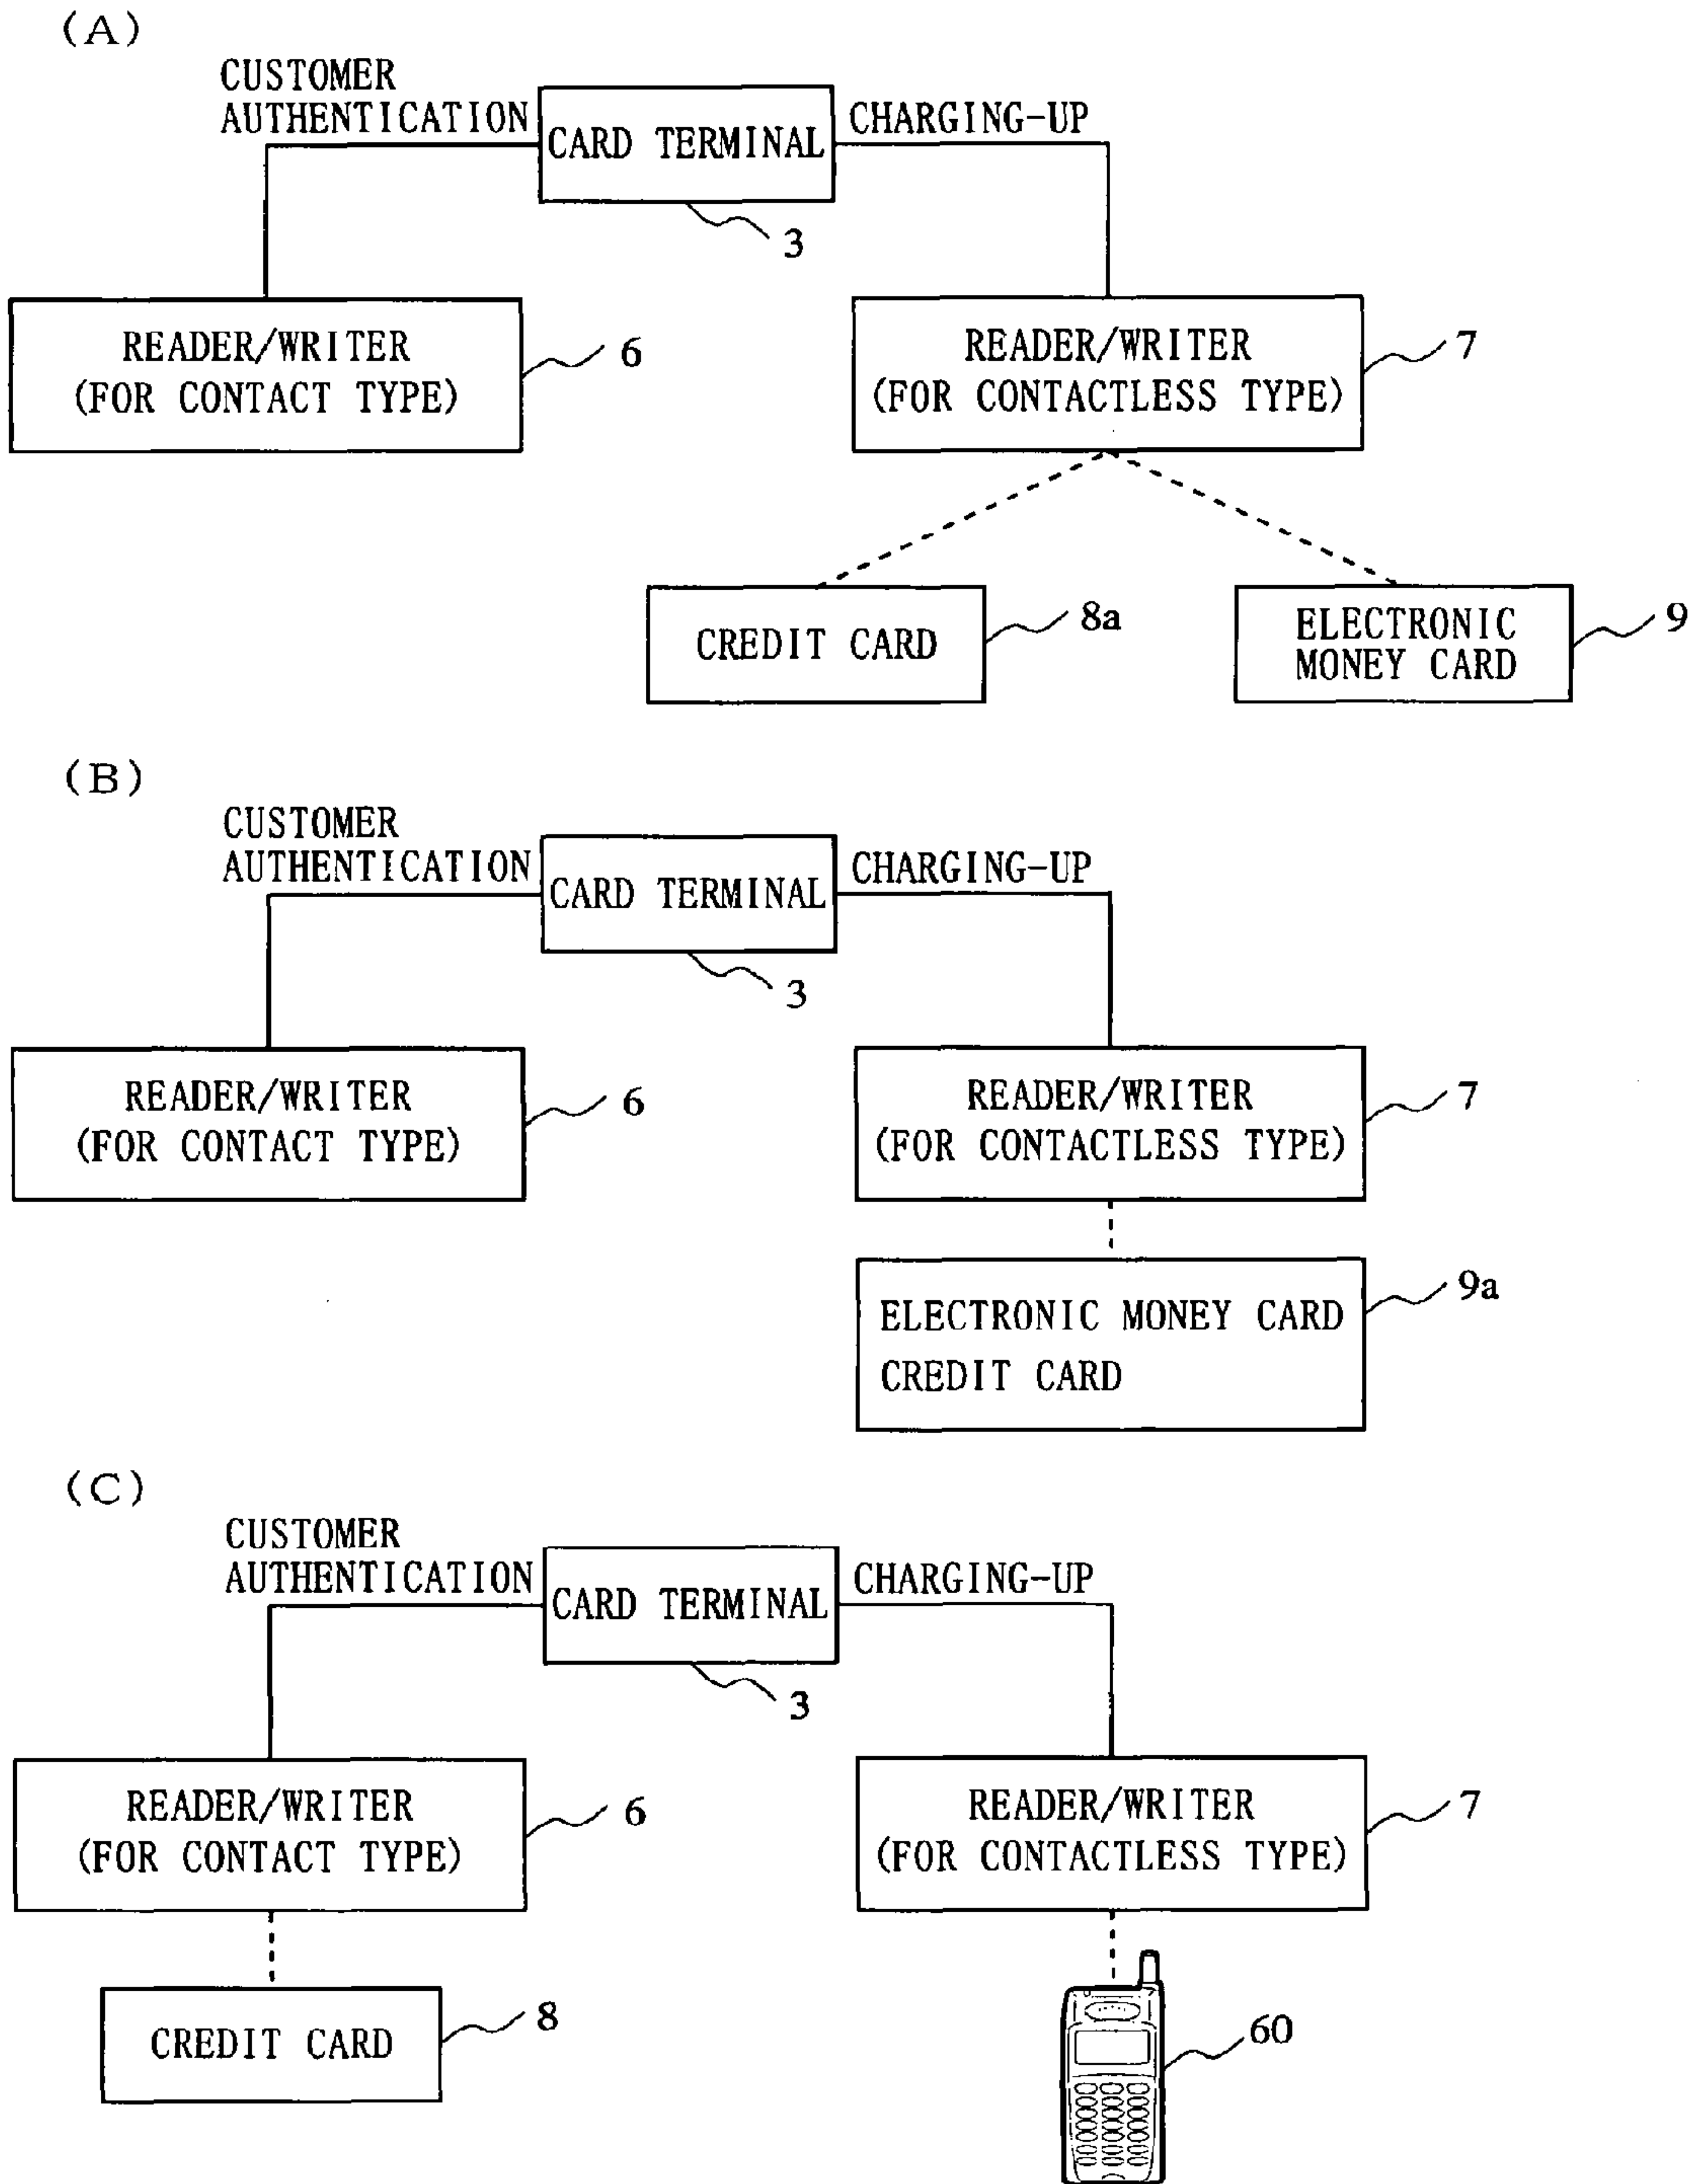 (A)
CUSTOMER
AUTHENTICATION
CARD TERMINAL
CHARGING-UP
3
READER/WRITER
(FOR CONTACT TYPE)
6
READER/WRITER
(FOR CONTACTLESS TYPE)
7
CREDIT CARD
8a
ELECTRONIC
MONEY CARD
9
(B)
CUSTOMER
AUTHENTICATION
CARD TERMINAL
CHARGING-UP
3
READER/WRITER
(FOR CONTACT TYPE)
6
READER/WRITER
(FOR CONTACTLESS TYPE)
7
ELECTRONIC MONEY CARD
CREDIT CARD
9a
(C)
CUSTOMER
AUTHENTICATION
CARD TERMINAL
CHARGING-UP
3
READER/WRITER
(FOR CONTACT TYPE)
6
READER/WRITER
(FOR CONTACTLESS TYPE)
7
CREDIT CARD
8
60